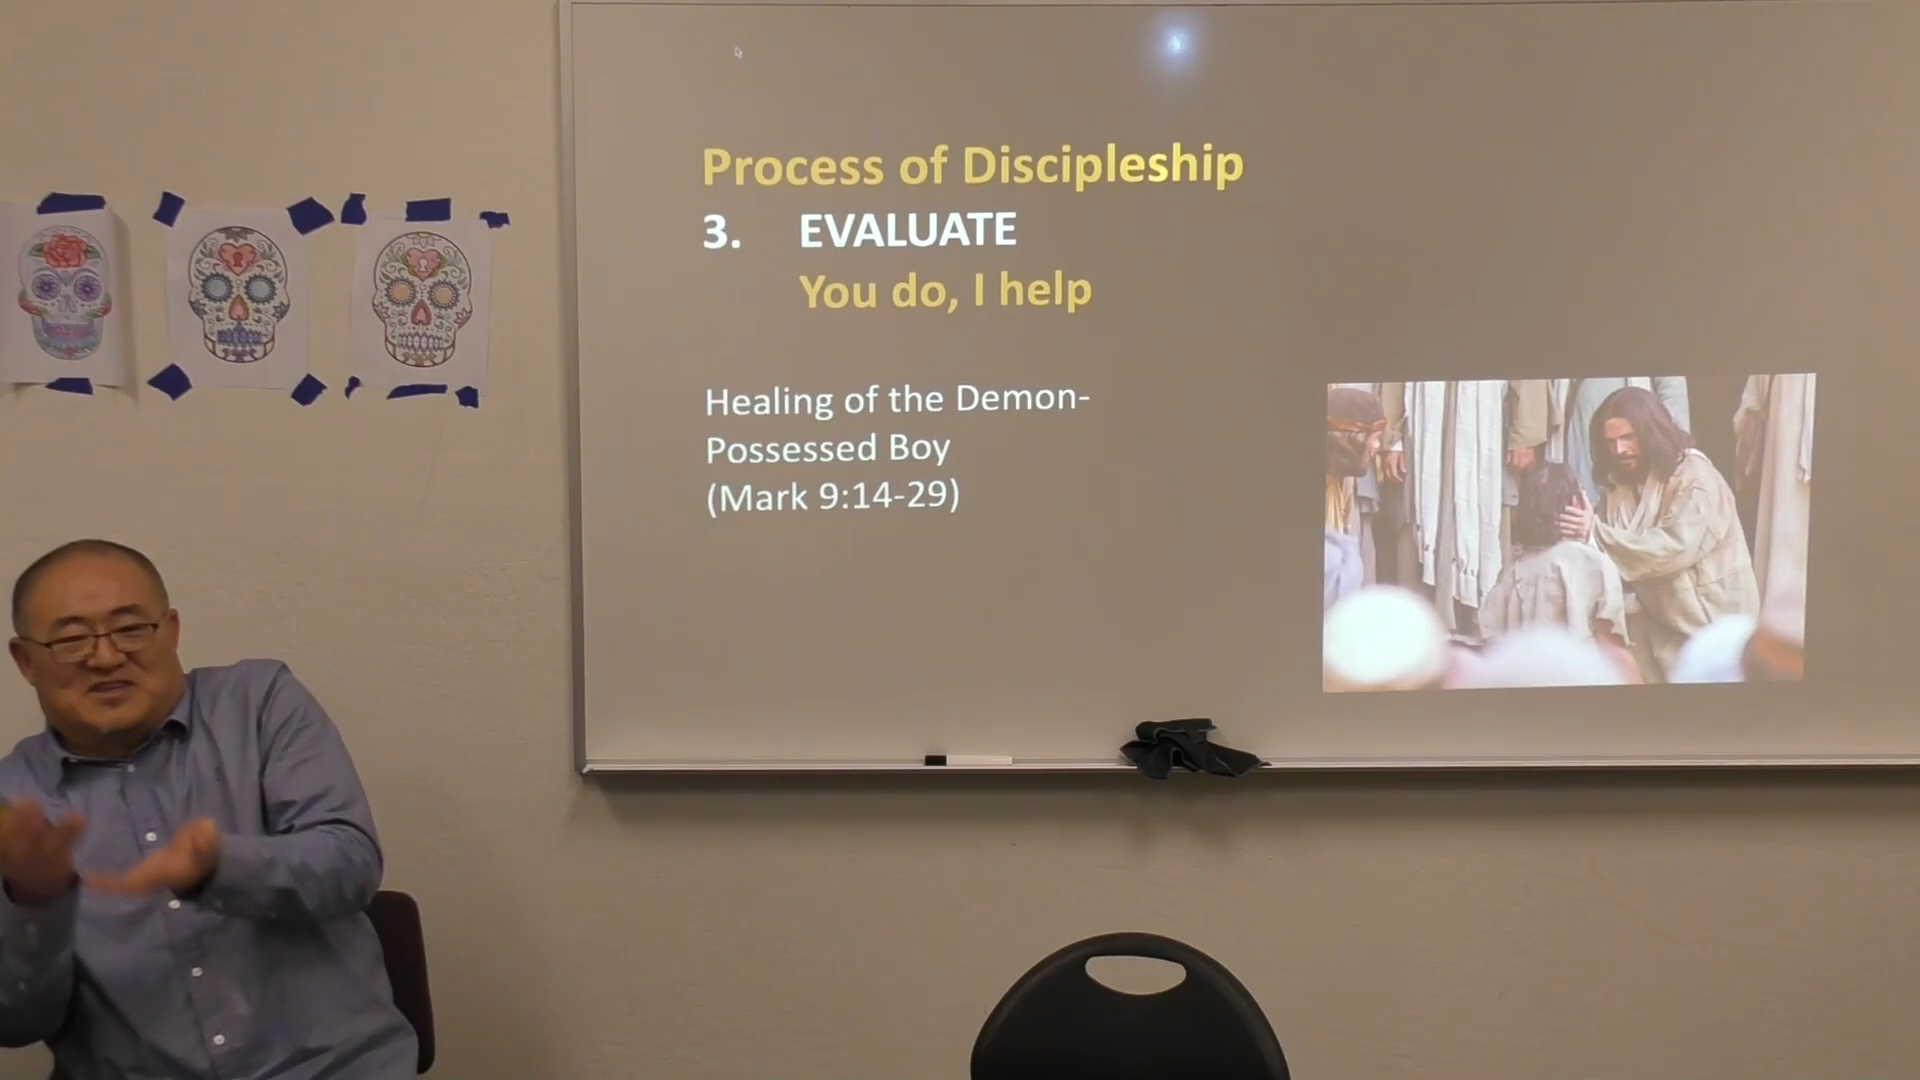 Process of Discipleship
3. EVALUATE
You do, I help
Healing of the Demon-
Possessed Boy
(Mark 9:14-29)